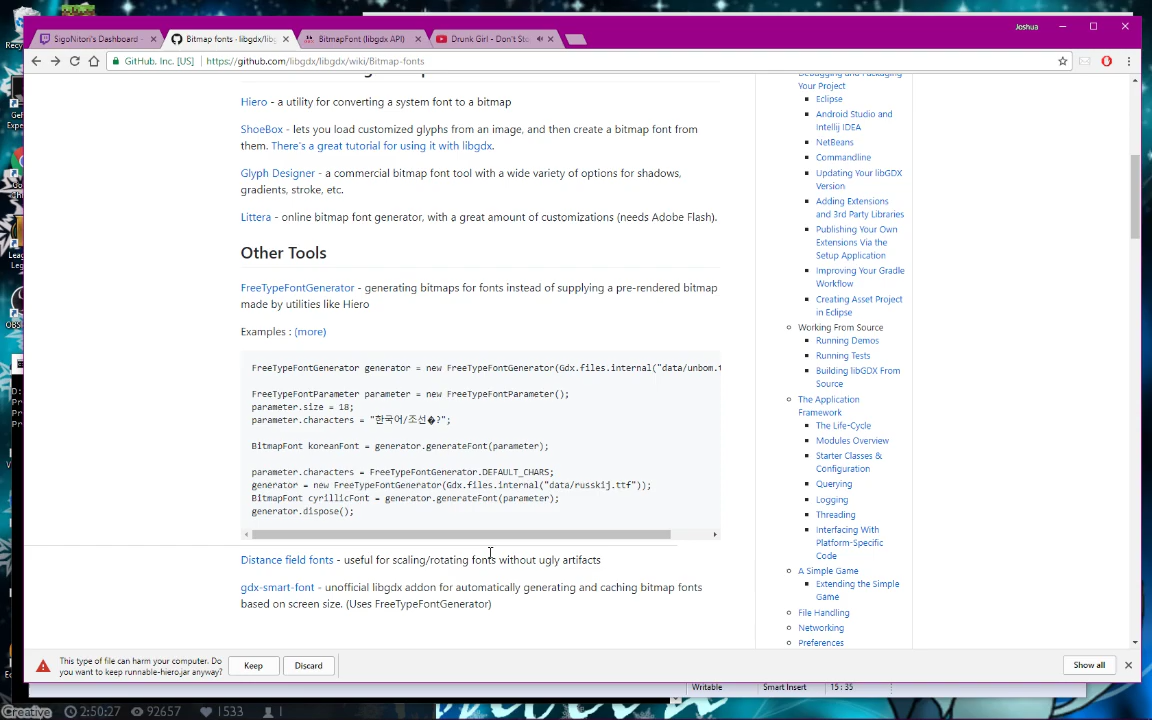 Joshua
SigoNitori's Dashboard -
Bitmap fonts · libgdx/libg
BitmapFont (libgdx API)
Drunk Girl - Don't Sto
GitHub, Inc. [US]
https://github.com/libgdx/libgdx/wiki/Bitmap-fonts
Hiero - a utility for converting a system font to a bitmap
ShoeBox - lets you load customized glyphs from an image, and then create a bitmap font from
them. There's a great tutorial for using it with libgdx.
Glyph Designer - a commercial bitmap font tool with a wide variety of options for shadows,
gradients, stroke, etc.
Littera - online bitmap font generator, with a great amount of customizations (needs Adobe Flash).
Other Tools
FreeTypeFontGenerator - generating bitmaps for fonts instead of supplying a pre-rendered bitmap
made by utilities like Hiero
Examples : (more)
FreeTypeFontGenerator generator = new FreeTypeFontGenerator(Gdx.files.internal("data/unbom.t
FreeTypeFontParameter parameter = new FreeTypeFontParameter();
parameter.size = 18;
parameter.characters = "한국어/조선�?";
BitmapFont koreanFont = generator.generateFont(parameter);
parameter.characters = FreeTypeFontGenerator.DEFAULT_CHARS;
generator = new FreeTypeFontGenerator(Gdx.files.internal("data/russkij.ttf"));
BitmapFont cyrillicFont = generator.generateFont(parameter);
generator.dispose();
Distance field fonts - useful for scaling/rotating fonts without ugly artifacts
gdx-smart-font - unofficial libgdx addon for automatically generating and caching bitmap fonts
based on screen size. (Uses FreeTypeFontGenerator)
Debugging and Packaging
Your Project
Eclipse
Android Studio and
Intellij IDEA
NetBeans
Commandline
Updating Your libGDX
Version
Adding Extensions
and 3rd Party Libraries
Publishing Your Own
Extensions Via the
Setup Application
Improving Your Gradle
Workflow
Creating Asset Project
in Eclipse
Working From Source
Running Demos
Running Tests
Building libGDX From
Source
The Application
Framework
The Life-Cycle
Modules Overview
Starter Classes &
Configuration
Querying
Logging
Threading
Interfacing With
Platform-Specific
Code
A Simple Game
Extending the Simple
Game
File Handling
Networking
Preferences
This type of file can harm your computer. Do
you want to keep runnable-hiero.jar anyway?
Keep
Discard
Show all
Writable
Smart Insert
15 : 35
Creative
2:50:27
92657
1533
1